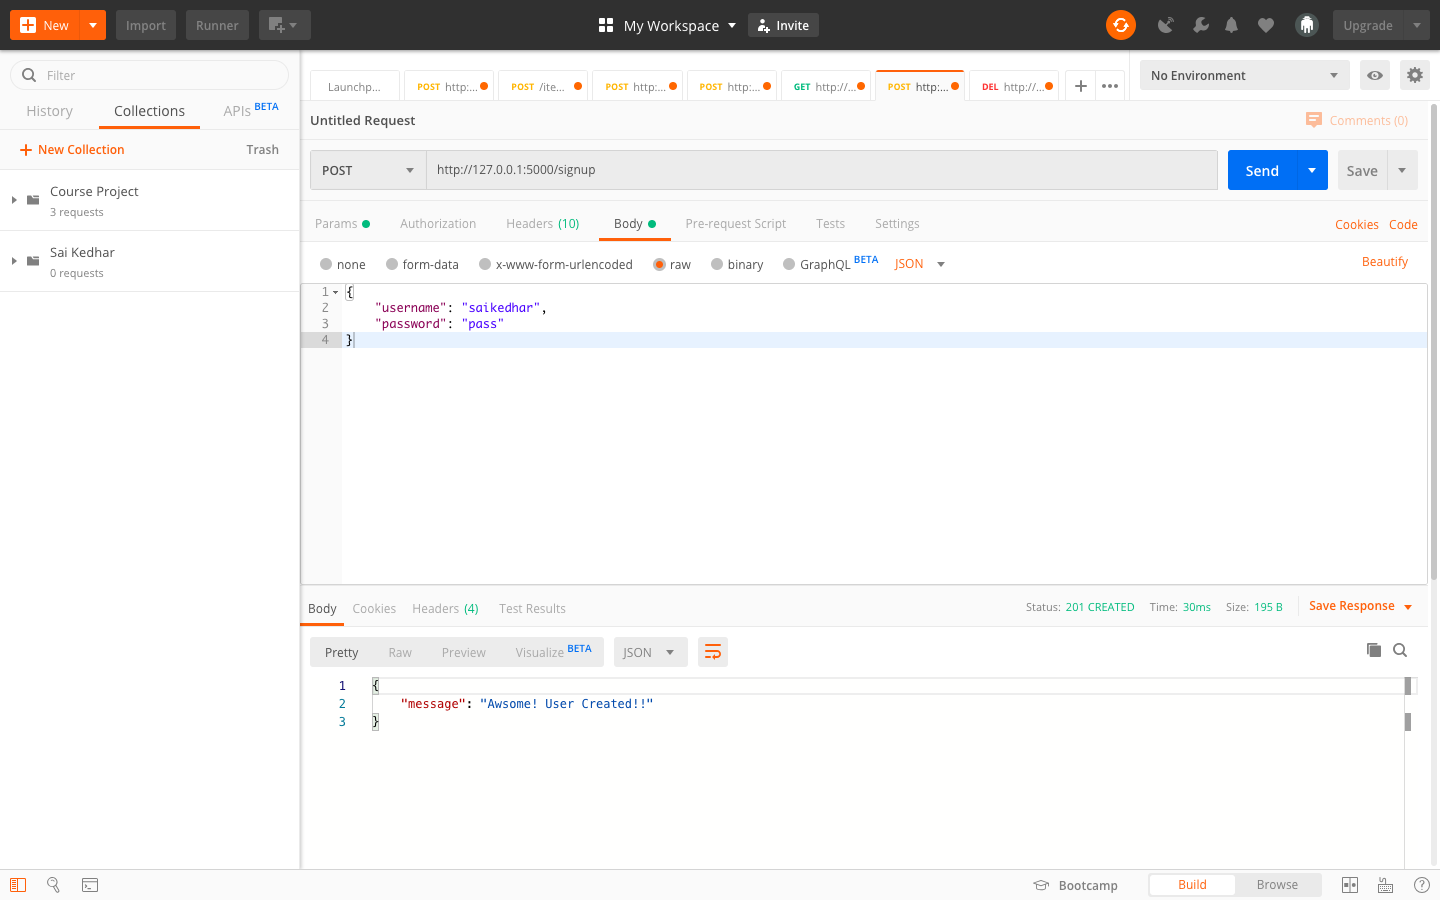 New Import Runner My Workspace Invite Upgrade
Filter
History Collections APIs BETA
New Collection Trash
Course Project
3 requests
Sai Kedhar
0 requests
Launchp... POST http:... POST /ite... POST http:... POST http:... GET http://... POST http:... DEL http://... No Environment
Untitled Request Comments (0)
POST http://127.0.0.1:5000/signup Send Save
Params Authorization Headers (10) Body Pre-request Script Tests Settings Cookies Code
none form-data x-www-form-urlencoded raw binary GraphQL BETA JSON Beautify
1 {
2 "username": "saikedhar",
3 "password": "pass"
4 }
Body Cookies Headers (4) Test Results Status: 201 CREATED Time: 30ms Size: 195 B Save Response
Pretty Raw Preview Visualize BETA JSON
1 {
2 "message": "Awsome! User Created!!"
3 }
Bootcamp Build Browse